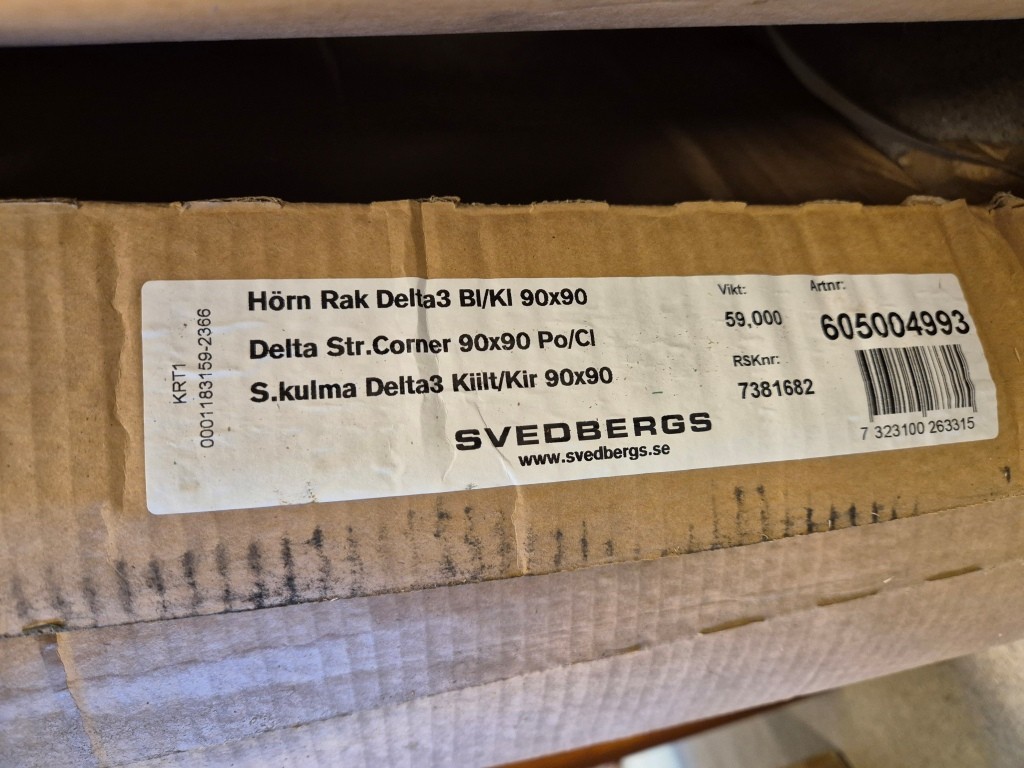 KRT1
0001183159-2366
Hörn Rak Delta3 Bl/Kl 90x90
Delta Str.Corner 90x90 Po/Cl
S.kulma Delta3 Kiilt/Kir 90x90
SVEDBERGS
www.svedbergs.se
Vikt:
59,000
RSKnr:
7381682
Artnr:
605004993
7 323100 263315